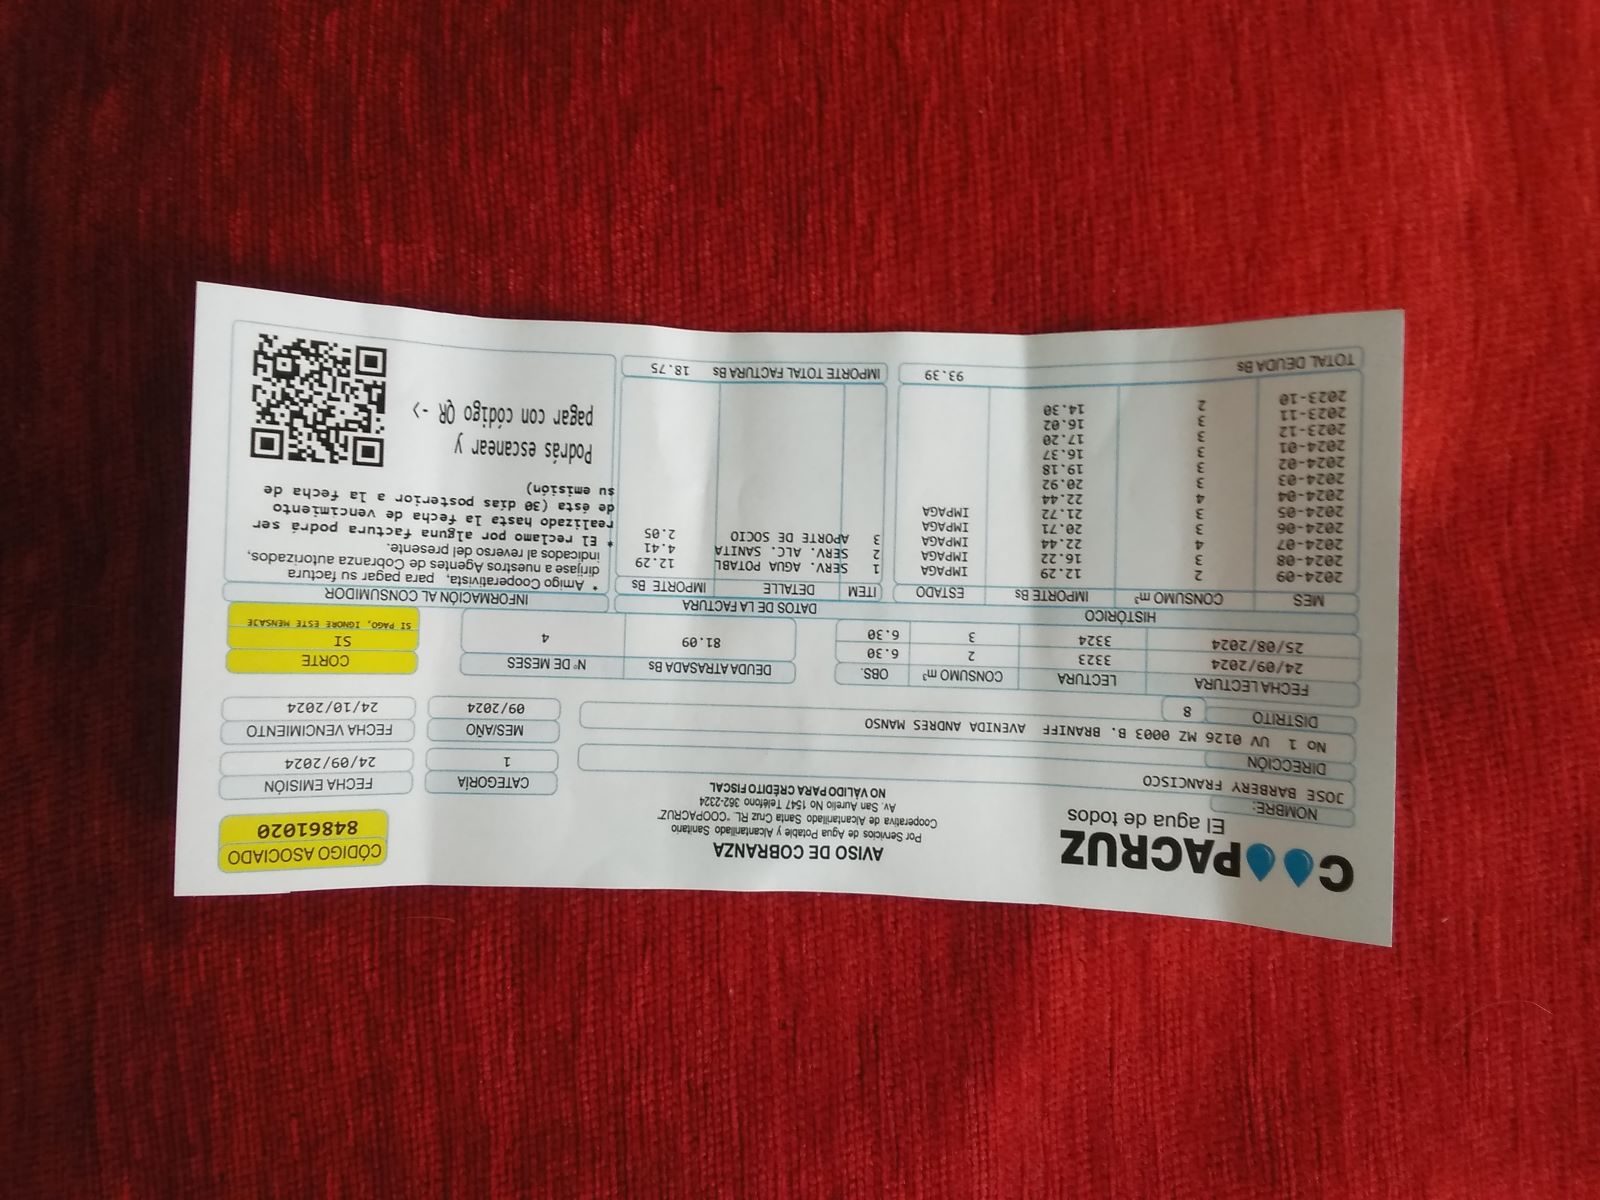 COOPACRUZ
El agua de todos
AVISO DE COBRANZA
Por Servicios de Agua Potable y Alcantarillado Sanitario
Cooperativa de Alcantarillado Santa Cruz RL. "COOPACRUZ"
Av. San Aurelio No 1547 Teléfono 362-2324
NO VÁLIDO PARA CRÉDITO FISCAL
CÓDIGO ASOCIADO
84861020
NOMBRE:
JOSE BARBERY FRANCISCO
CATEGORÍA
1
FECHA EMISIÓN
24/09/2024
DIRECCIÓN
No 1 UV 0126 MZ 0003 B. BRANIFF AVENIDA ANDRES MANSO
MES/AÑO
09/2024
FECHA VENCIMIENTO
24/10/2024
DISTRITO
8
FECHA LECTURA LECTURA CONSUMO m³ OBS.
24/09/2024 3323 2 6.30
25/08/2024 3324 3 6.30
DEUDA ATRASADA Bs Nº DE MESES
81.09 4
CORTE
SI
SI PAGO, IGNORE ESTE MENSAJE
HISTÓRICO
MES CONSUMO m³ IMPORTE Bs ESTADO
2024-09 2 12.29 IMPAGA
2024-08 3 16.22 IMPAGA
2024-07 4 22.44 IMPAGA
2024-06 3 20.71 IMPAGA
2024-05 3 21.72 IMPAGA
2024-04 4 22.44
2024-03 3 20.92
2024-02 3 19.18
2024-01 3 16.37
2023-12 3 17.20
2023-11 3 16.02
2023-10 2 14.30
TOTAL DEUDA Bs 93.39
DATOS DE LA FACTURA
ITEM DETALLE IMPORTE Bs
1 SERV. AGUA POTABL 12.29
2 SERV. ALC. SANITA 4.41
3 APORTE DE SOCIO 2.05
IMPORTE TOTAL FACTURA Bs 18.75
INFORMACIÓN AL CONSUMIDOR
* Amigo Cooperativista, para pagar su factura
dirijase a nuestros Agentes de Cobranza autorizados,
indicados al reverso del presente.
* El reclamo por alguna factura podrá ser
realizado hasta la fecha de vencimiento
de ésta (30 días posterior a la fecha de
su emisión)
Podrás escanear y
pagar con código QR ->